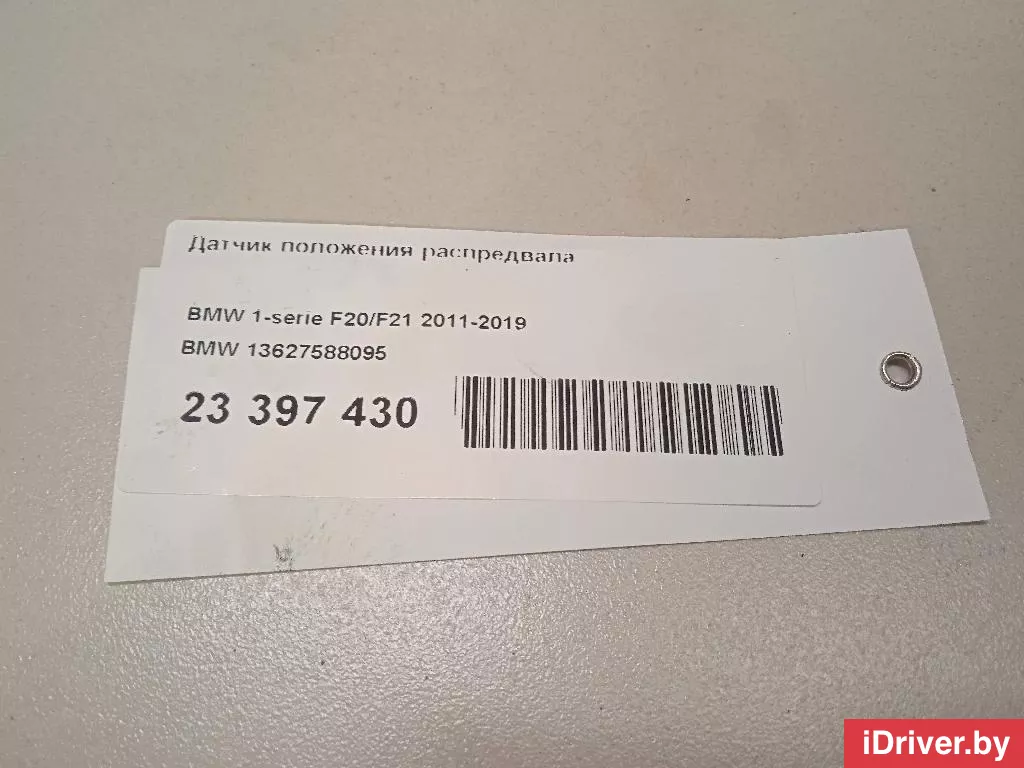 Датчик положения распредвала
BMW 1-serie F20/F21 2011-2019
BMW 13627588095
23 397 430
iDriver.by